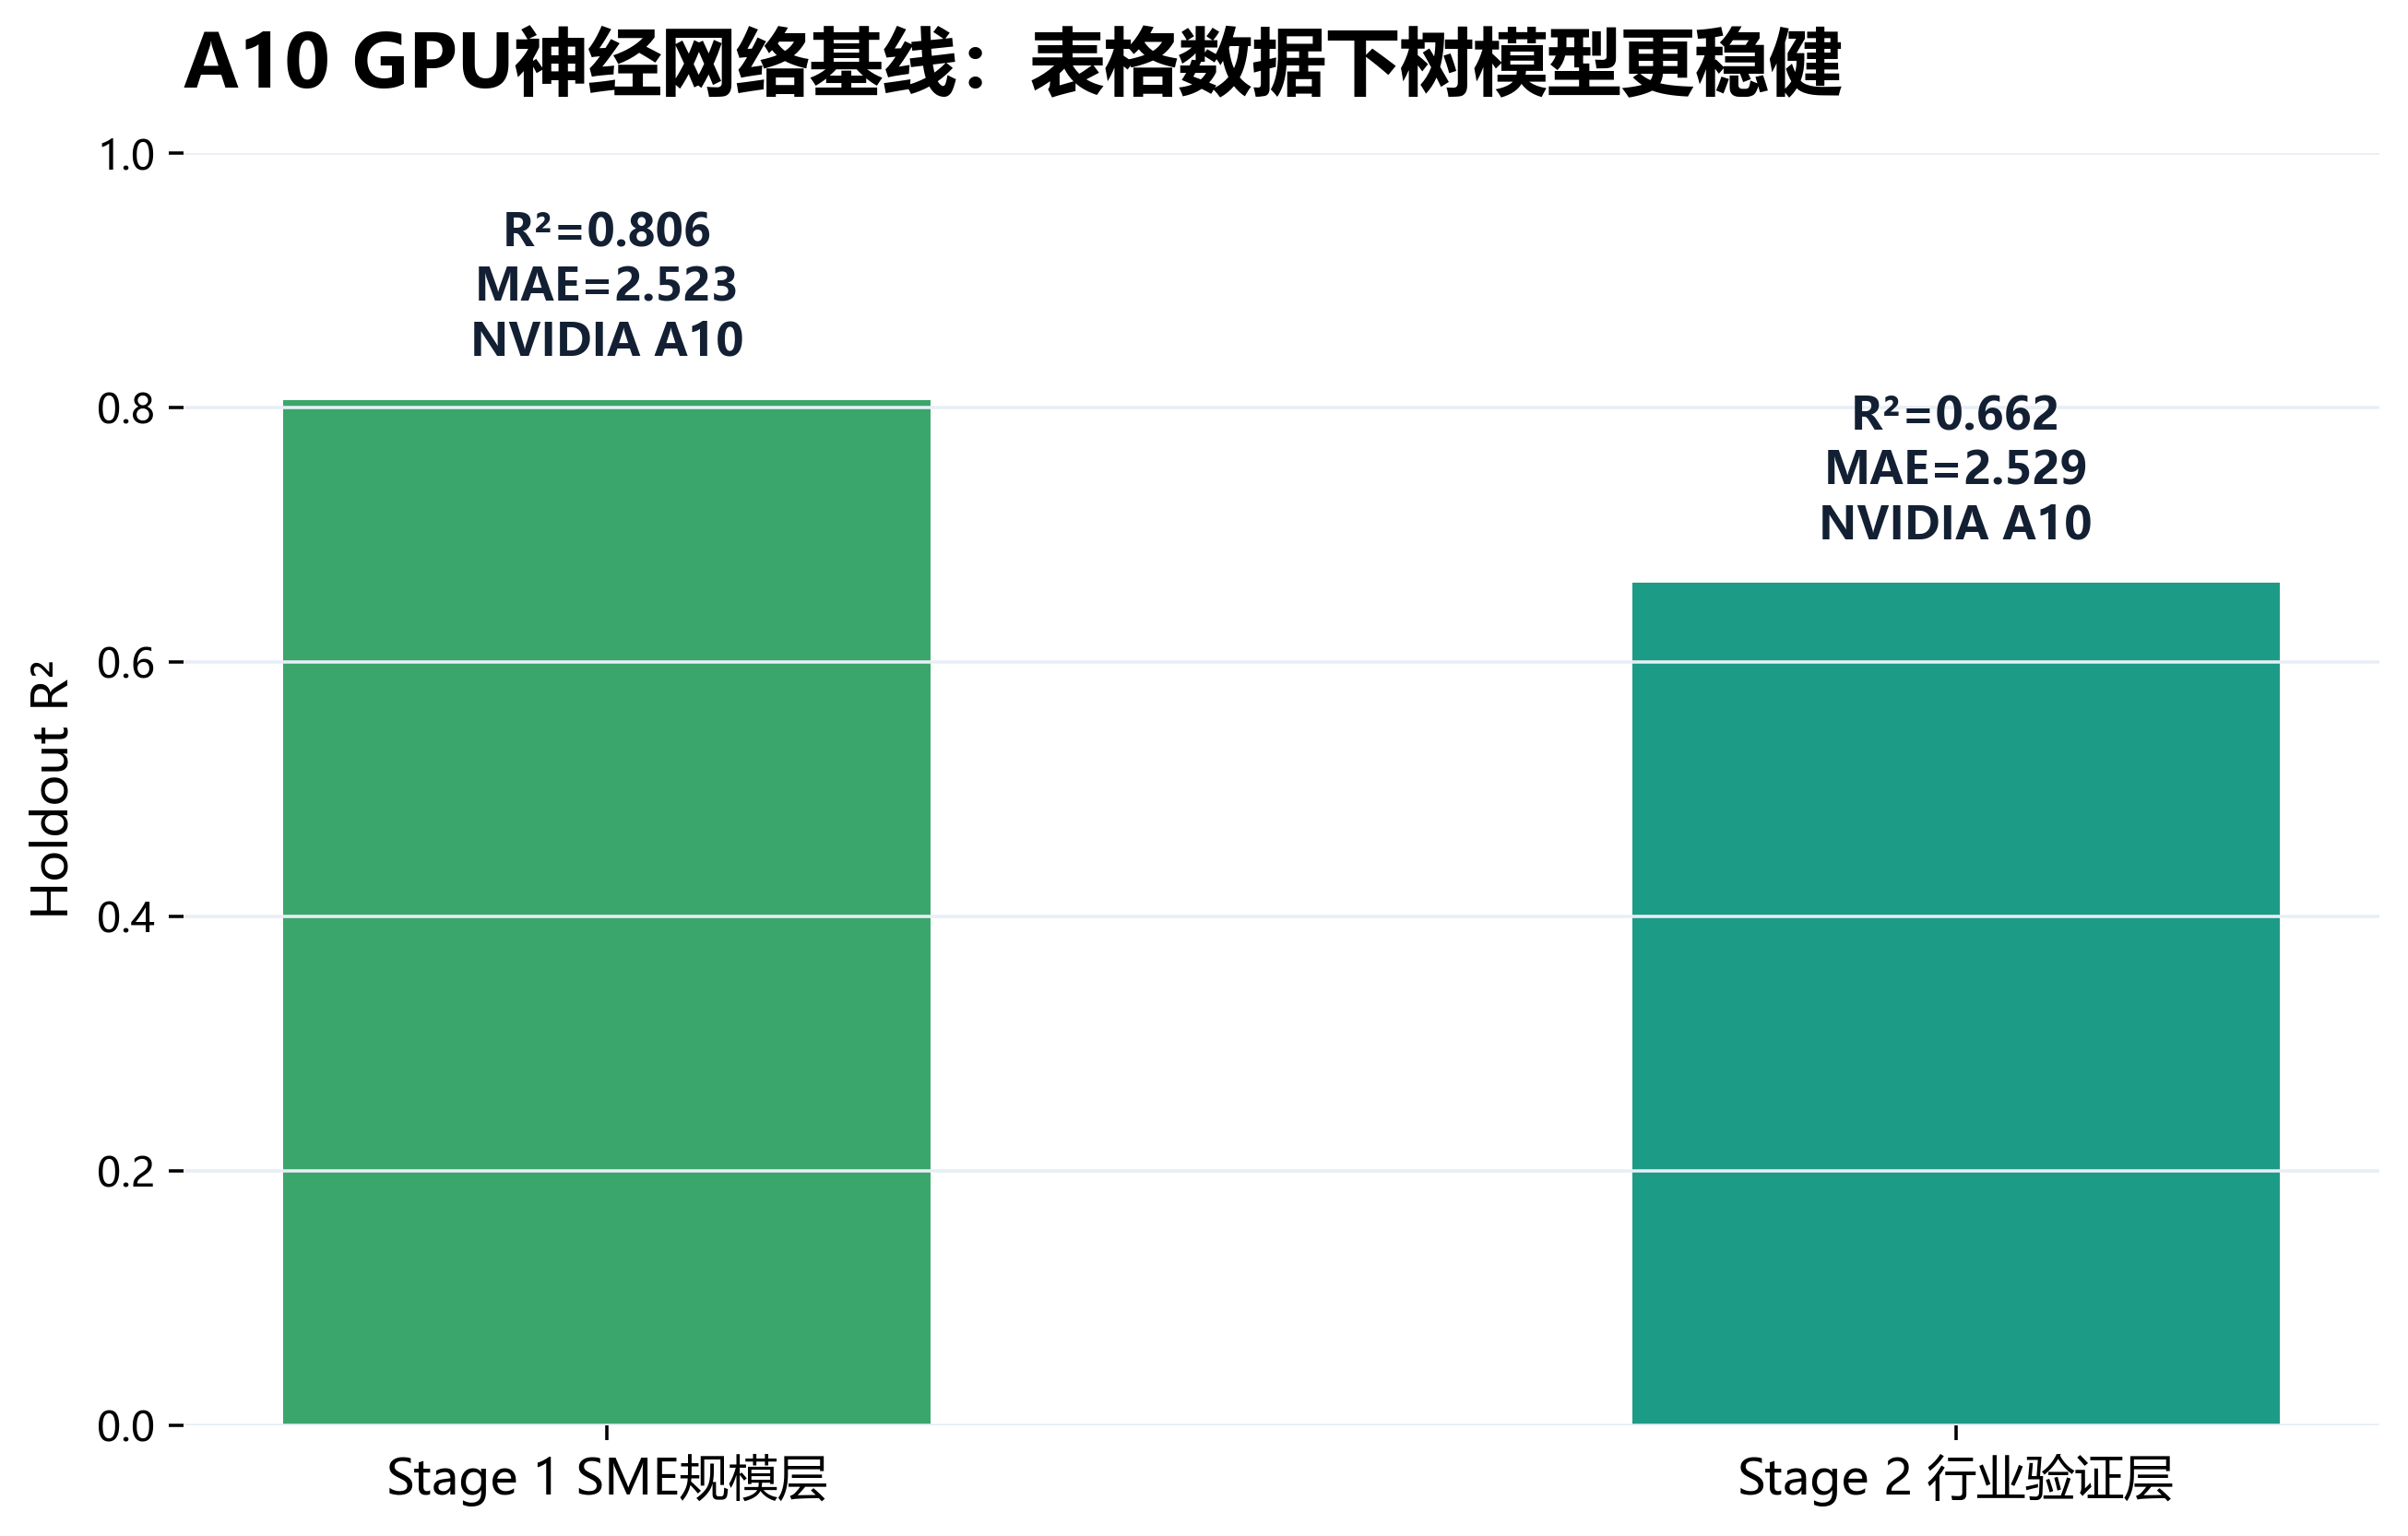 A10 GPU神经网络基线：表格数据下树模型更稳健
1.0
0.8
0.6
0.4
0.2
0.0
Holdout R²
R²=0.806
MAE=2.523
NVIDIA A10
R²=0.662
MAE=2.529
NVIDIA A10
Stage 1 SME规模层
Stage 2 行业验证层